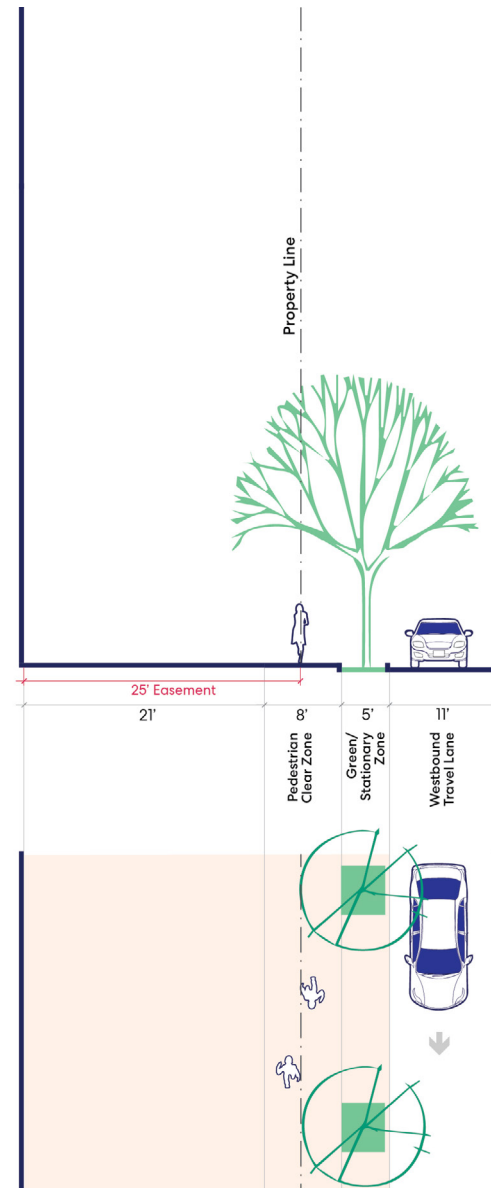 Property Line
25' Easement
21'
8'
5'
11'
Pedestrian
Clear Zone
Green/
Stationary
Zone
Westbound
Travel Lane